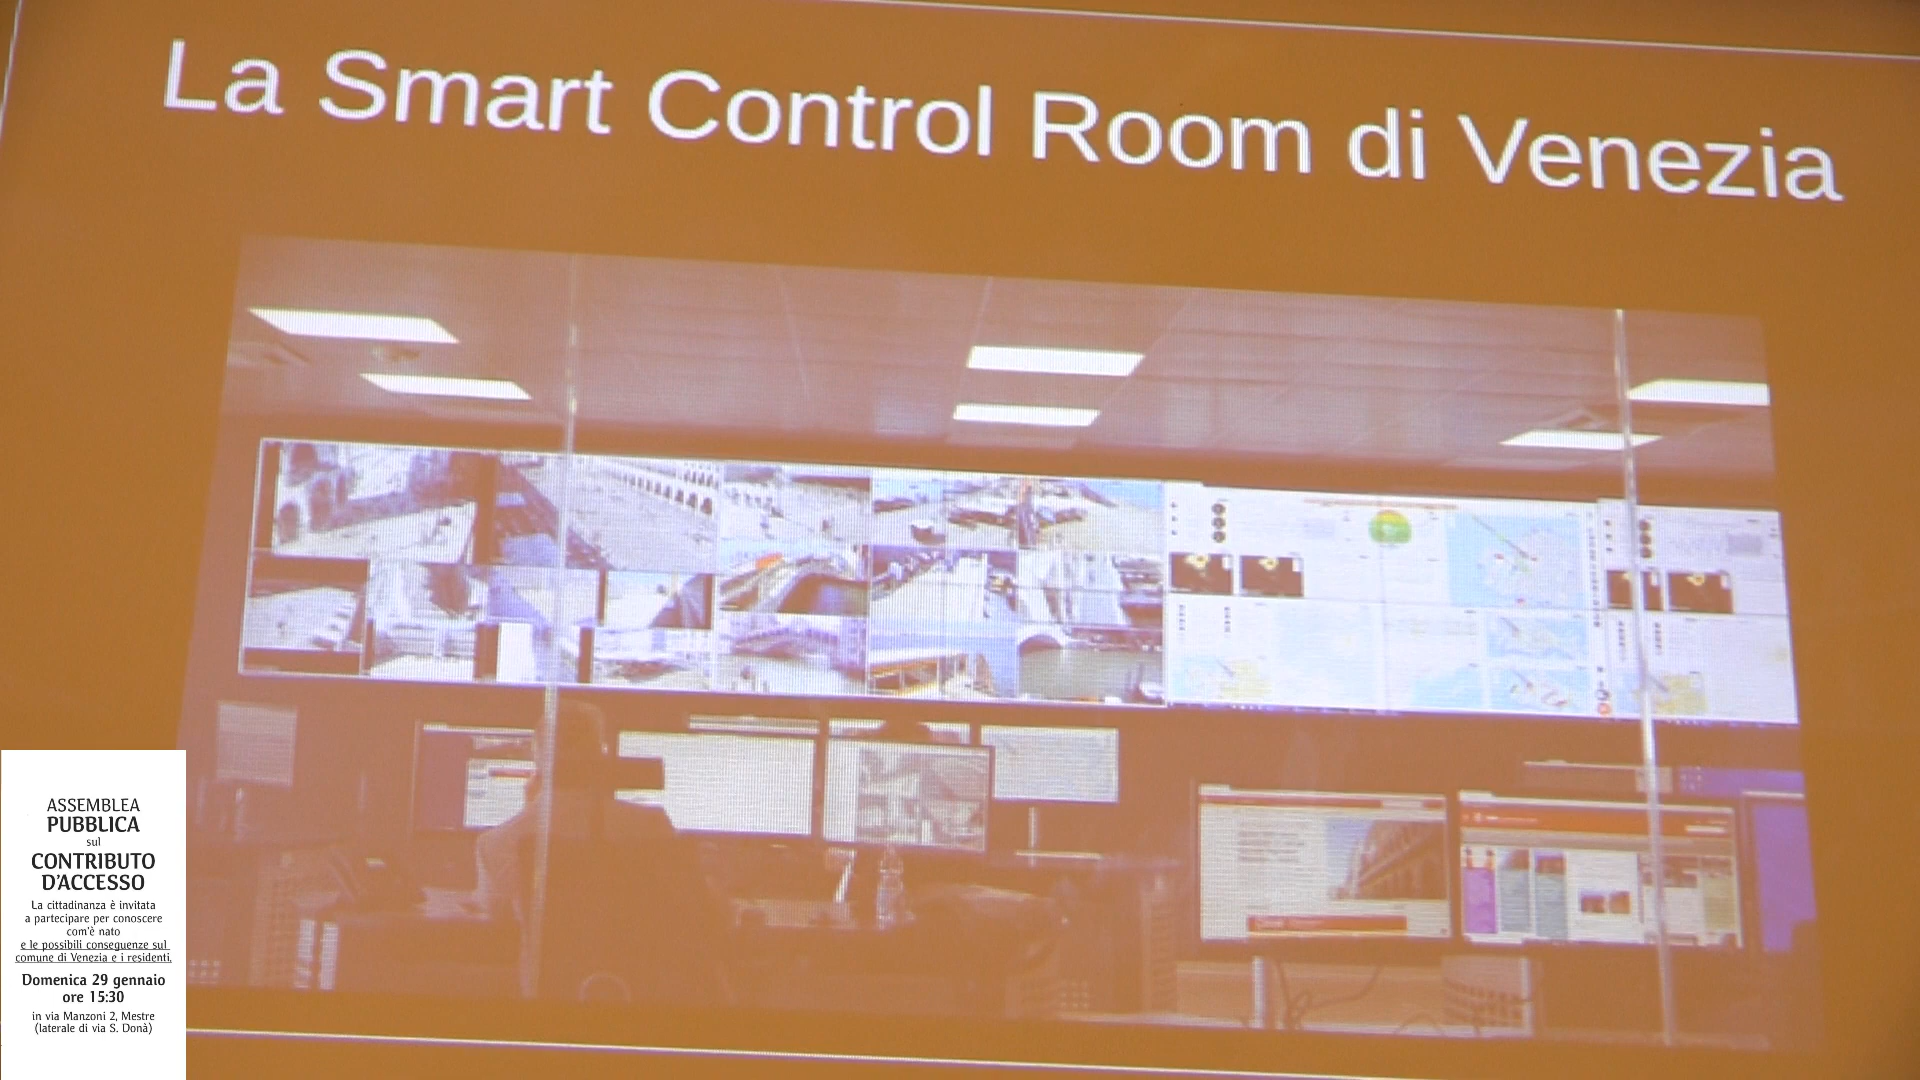 La Smart Control Room di Venezia
ASSEMBLEA
PUBBLICA
sul
CONTRIBUTO
D'ACCESSO
La cittadinanza è invitata
a partecipare per conoscere
com'è nato
e le possibili conseguenze sul
comune di Venezia e i residenti.
Domenica 29 gennaio
ore 15:30
in via Manzoni 2, Mestre
(laterale di via S. Donà)